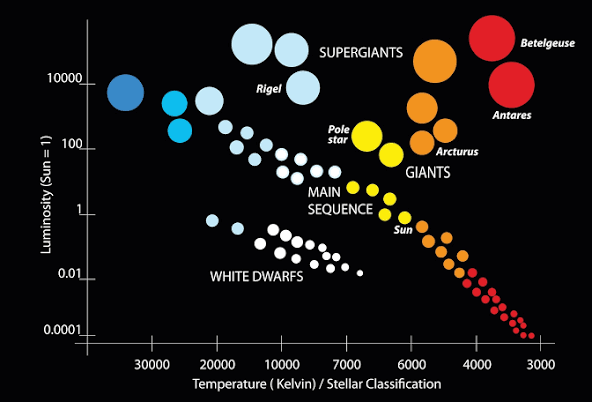 SUPERGIANTS
Betelgeuse
Rigel
Antares
Pole
star
Arcturus
GIANTS
MAIN
SEQUENCE
Sun
WHITE DWARFS
Luminosity (Sun = 1)
10000
100
1
0.01
0.0001
30000 20000 10000 7000 6000 4000 3000
Temperature ( Kelvin) / Stellar Classification